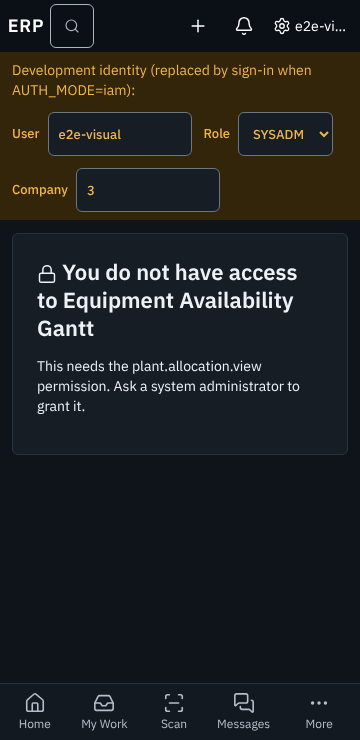 ERP
e2e-vi...
Development identity (replaced by sign-in when
AUTH_MODE=iam):
User e2e-visual Role SYSADM
Company 3
You do not have access
to Equipment Availability
Gantt
This needs the plant.allocation.view
permission. Ask a system administrator to
grant it.
Home My Work Scan Messages More